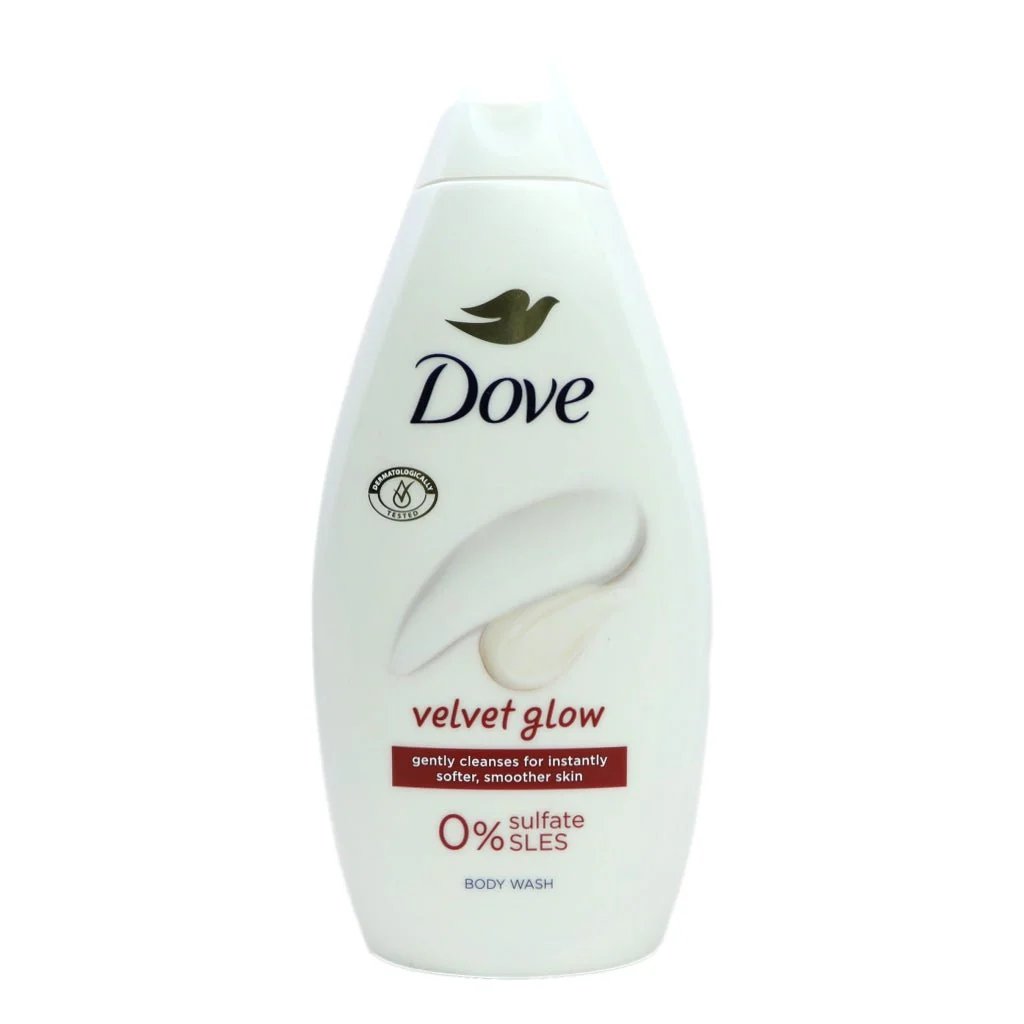 Dove
DERMATOLOGICALLY
TESTED
velvet glow
gently cleanses for instantly
softer, smoother skin
0% sulfate
SLES
BODY WASH